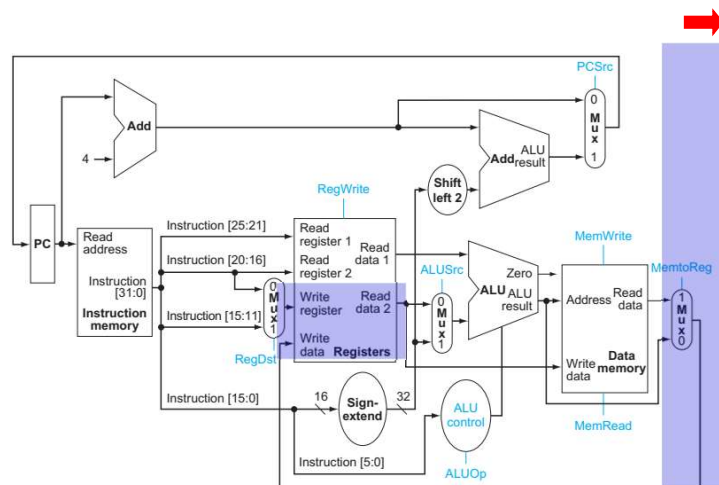 PCSrc
0
Mux
1
Add
ALU
Add result
4
Shift
left 2
RegWrite
PC
Read
address
Instruction
[31:0]
Instruction
memory
Instruction [25:21]
Instruction [20:16]
Instruction [15:11]
Instruction [15:0]
Instruction [5:0]
0
Mux
1
RegDst
Read
register 1
Read
register 2
Write
register
Write
data
Read
data 1
Read
data 2
Registers
16
Sign-
extend
32
ALUSrc
0
Mux
1
Zero
ALU
ALU
result
ALU
control
ALUOp
MemWrite
Address
Read
data
Write
data
Data
memory
MemRead
MemtoReg
1
Mux
0